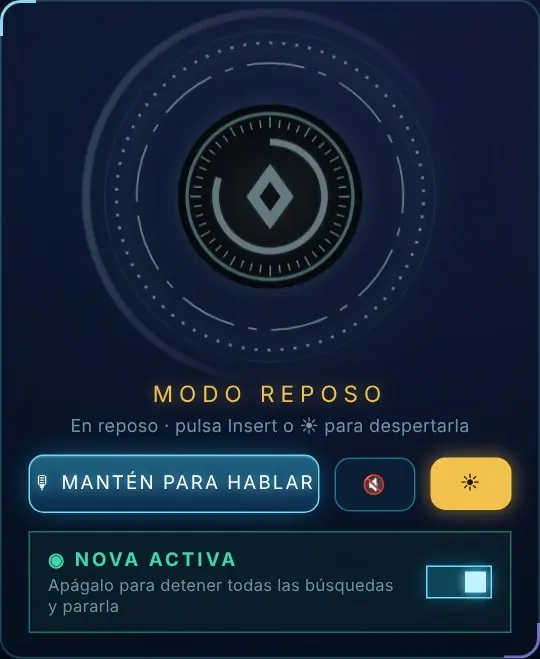 MODO REPOSO
En reposo · pulsa Insert o ☀ para despertarla
🎙 MANTÉN PARA HABLAR
◉ NOVA ACTIVA
Apágalo para detener todas las búsquedas
y pararla